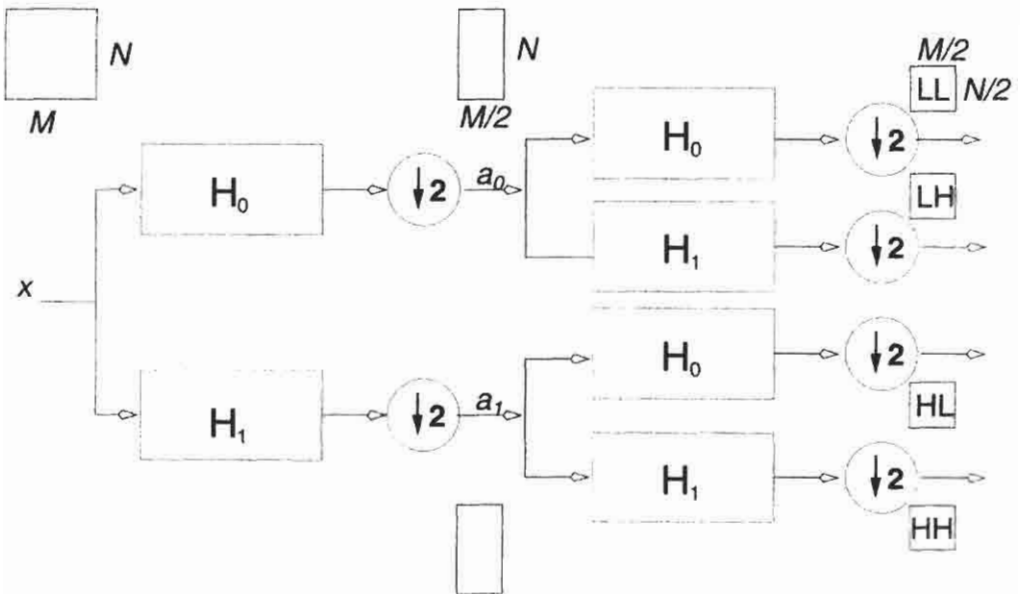 N
M
N
M/2
M/2
LL N/2
H₀
↓2
a₀
H₀
↓2
LH
H₁
↓2
x
H₁
↓2
a₁
H₀
↓2
HL
H₁
↓2
HH